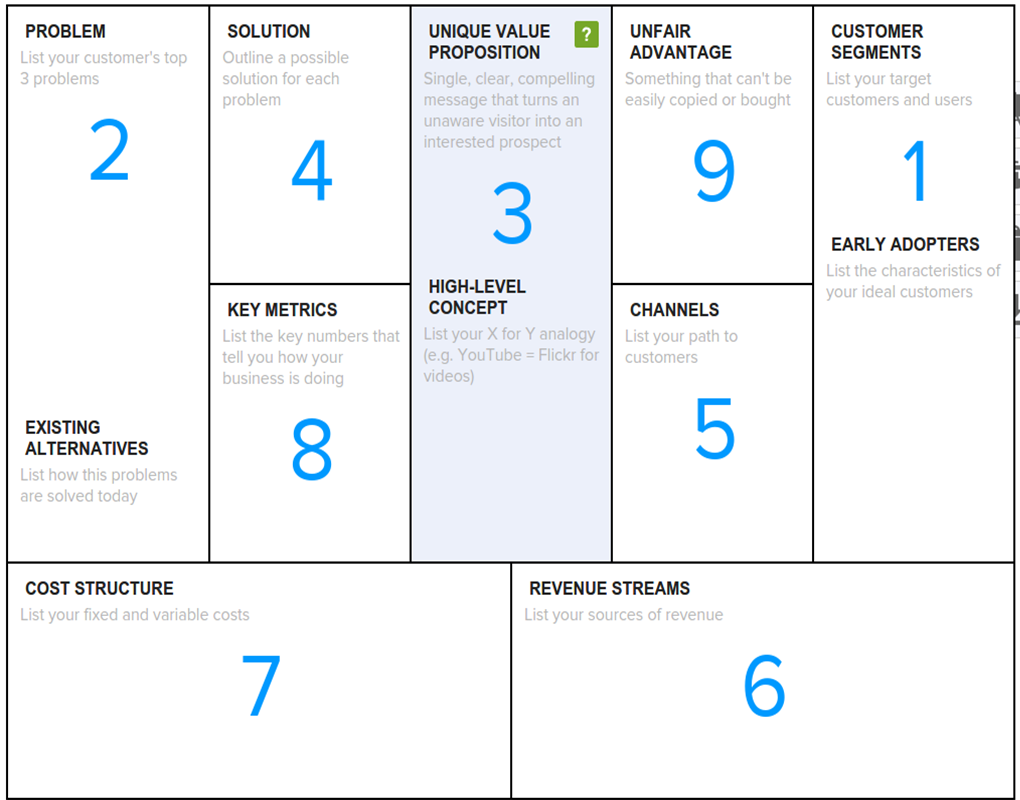 PROBLEM
List your customer's top
3 problems
2
EXISTING
ALTERNATIVES
List how this problems
are solved today
SOLUTION
Outline a possible
solution for each
problem
4
KEY METRICS
List the key numbers that
tell you how your
business is doing
8
UNIQUE VALUE
PROPOSITION
?
Single, clear, compelling
message that turns an
unaware visitor into an
interested prospect
3
HIGH-LEVEL
CONCEPT
List your X for Y analogy
(e.g. YouTube = Flickr for
videos)
UNFAIR
ADVANTAGE
Something that can't be
easily copied or bought
9
CHANNELS
List your path to
customers
5
CUSTOMER
SEGMENTS
List your target
customers and users
1
EARLY ADOPTERS
List the characteristics of
your ideal customers
COST STRUCTURE
List your fixed and variable costs
7
REVENUE STREAMS
List your sources of revenue
6